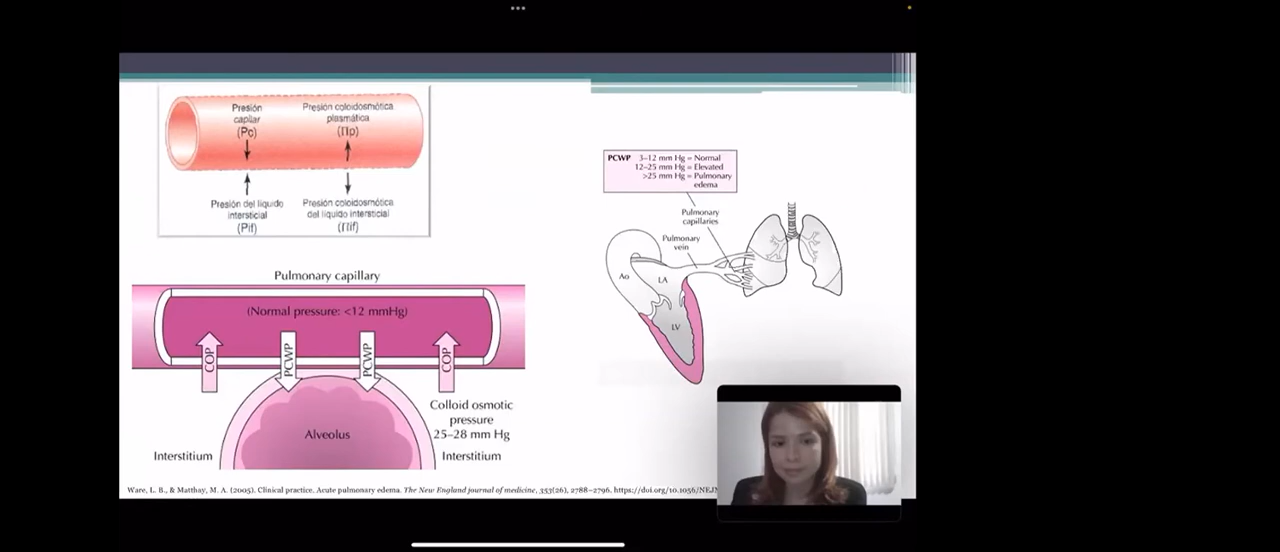 Presión
capilar
(Pc)
Presión coloidosmótica
plasmática
(Πp)
Presión del líquido
intersticial
(Pif)
Presión coloidosmótica
del líquido intersticial
(Πif)
Pulmonary capillary
(Normal pressure: <12 mmHg)
COP
PCWP
PCWP
COP
Colloid osmotic
pressure
25–28 mm Hg
Alveolus
Interstitium
Interstitium
PCWP 3–12 mm Hg = Normal
12–25 mm Hg = Elevated
>25 mm Hg = Pulmonary
edema
Pulmonary
capillaries
Pulmonary
vein
Ao
LA
LV
Ware, L. B., & Matthay, M. A. (2005). Clinical practice. Acute pulmonary edema. The New England journal of medicine, 353(26), 2788–2796. https://doi.org/10.1056/NEJM